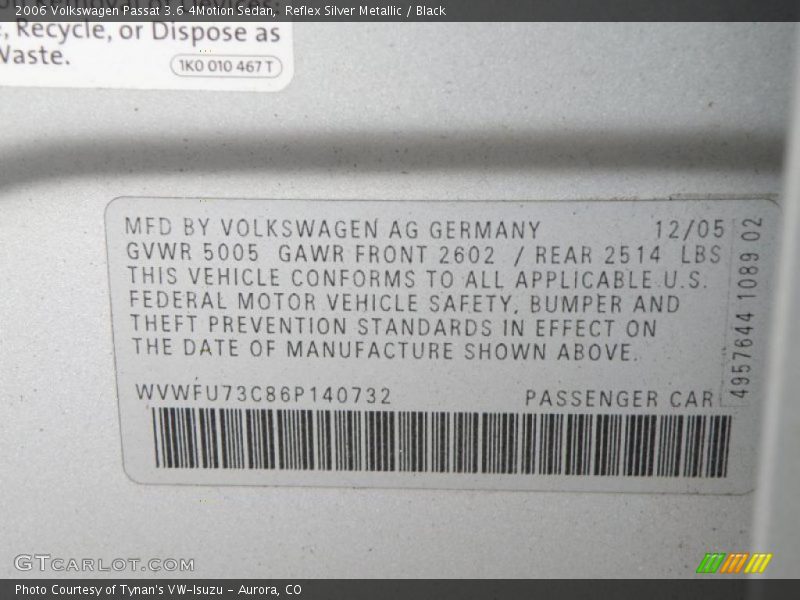 2006 Volkswagen Passat 3.6 4Motion Sedan, Reflex Silver Metallic / Black
, Recycle, or Dispose as
Waste.
1K0 010 467 T
MFD BY VOLKSWAGEN AG GERMANY 12/05
GVWR 5005 GAWR FRONT 2602 / REAR 2514 LBS
THIS VEHICLE CONFORMS TO ALL APPLICABLE U.S.
FEDERAL MOTOR VEHICLE SAFETY, BUMPER AND
THEFT PREVENTION STANDARDS IN EFFECT ON
THE DATE OF MANUFACTURE SHOWN ABOVE.
WVWFU73C86P140732 PASSENGER CAR
4957644 1089 02
GTCARLOT.COM
Photo Courtesy of Tynan's VW-Isuzu - Aurora, CO